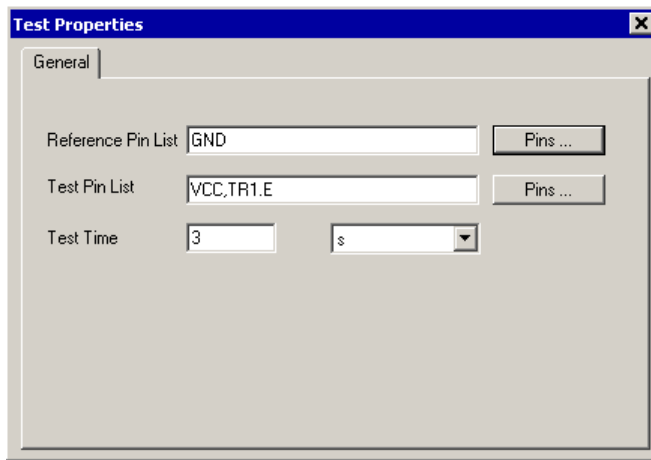 Test Properties
General
Reference Pin List GND Pins ...
Test Pin List VCC,TR1.E Pins ...
Test Time 3 s